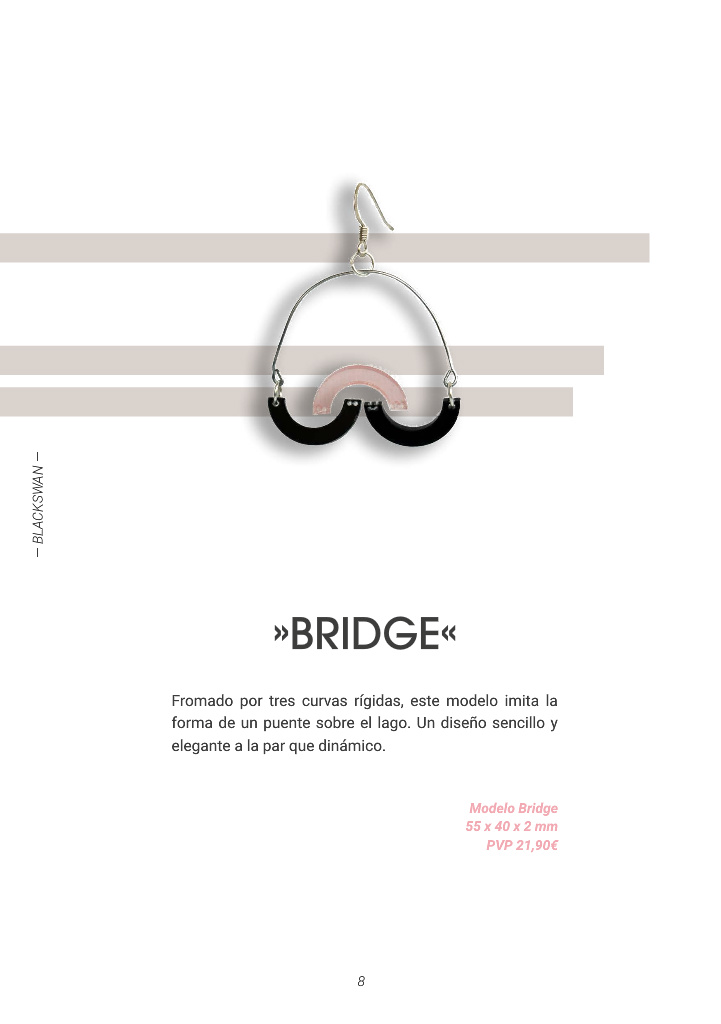 — BLACKSWAN —
»BRIDGE«
Fromado por tres curvas rígidas, este modelo imita la
forma de un puente sobre el lago. Un diseño sencillo y
elegante a la par que dinámico.
Modelo Bridge
55 x 40 x 2 mm
PVP 21,90€
8